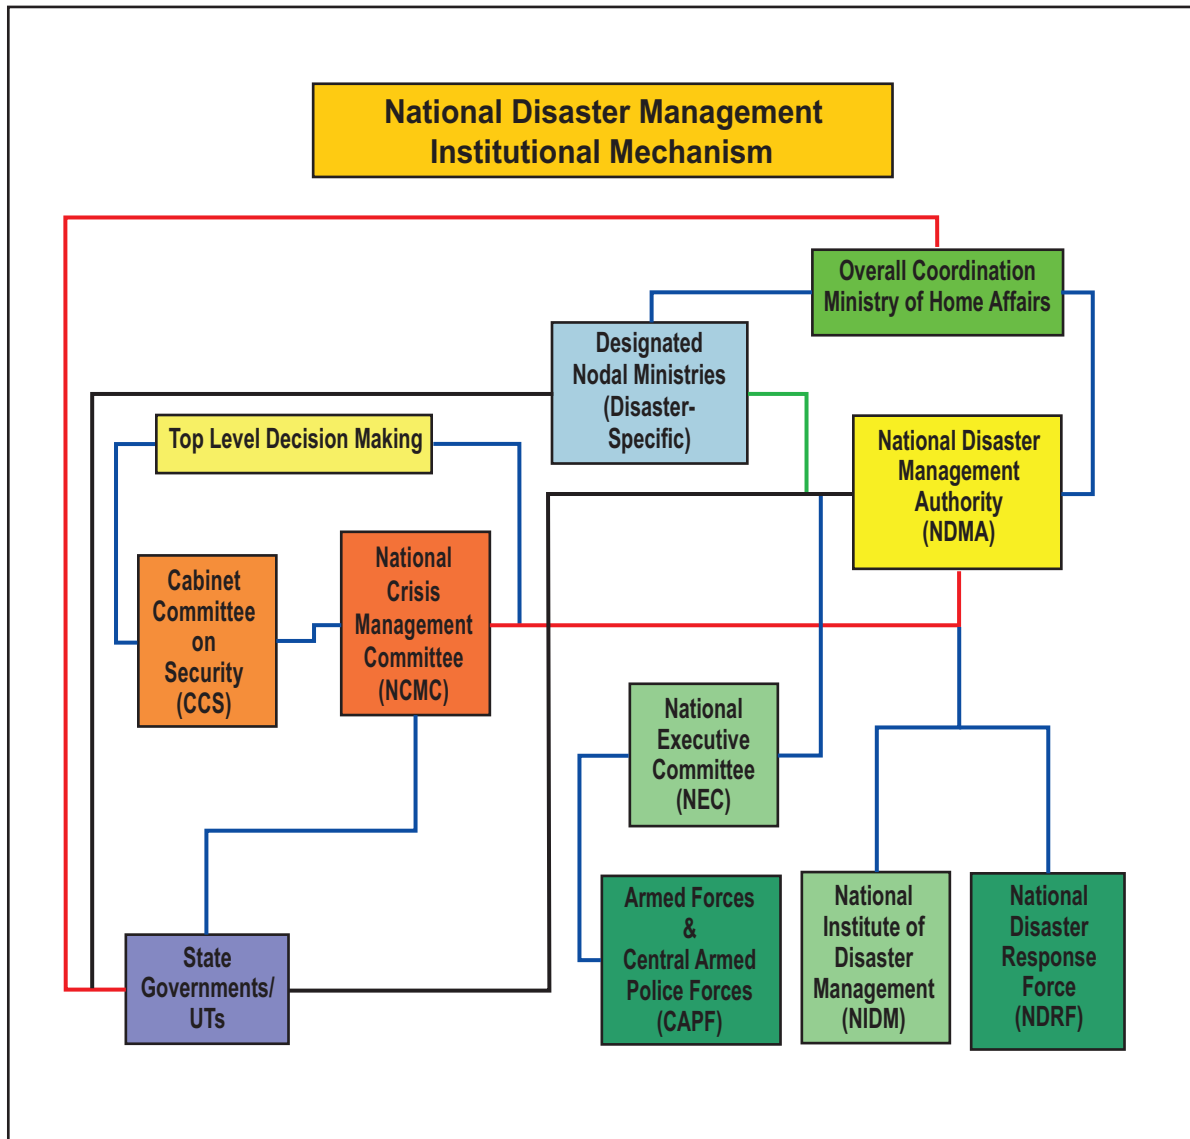 National Disaster Management
Institutional Mechanism
Overall Coordination
Ministry of Home Affairs
Designated
Nodal Ministries
(Disaster-
Specific)
Top Level Decision Making
National Disaster
Management
Authority
(NDMA)
Cabinet
Committee
on
Security
(CCS)
National
Crisis
Management
Committee
(NCMC)
National
Executive
Committee
(NEC)
State
Governments/
UTs
Armed Forces
&
Central Armed
Police Forces
(CAPF)
National
Institute of
Disaster
Management
(NIDM)
National
Disaster
Response
Force
(NDRF)